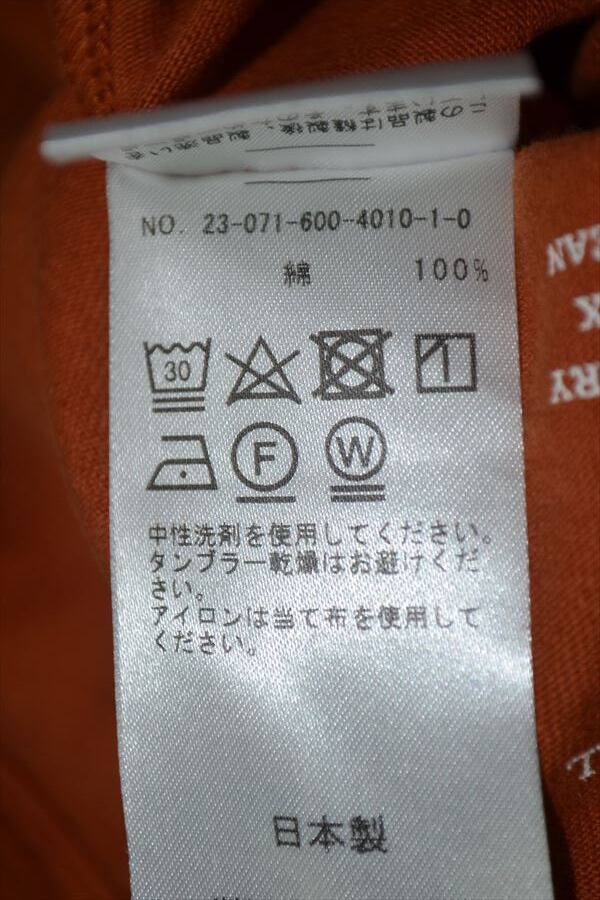 NO. 23-071-600-4010-1-0
綿 100%
30
F
W
中性洗剤を使用してください。
タンブラー乾燥はお避けくだ
さい。
アイロンは当て布を使用して
ください。
日本製
RY